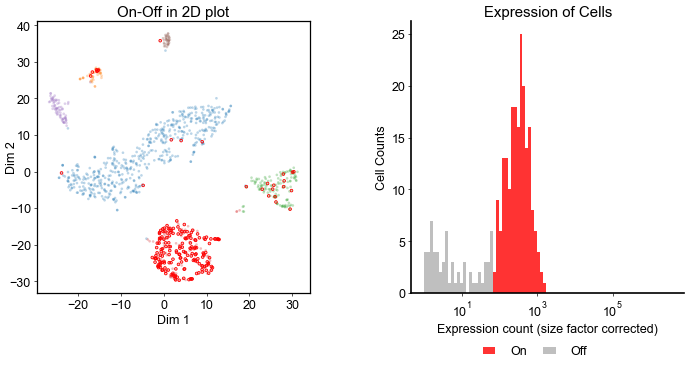 On-Off in 2D plot
Dim 2
40
30
20
10
0
−10
−20
−30
−20 −10 0 10 20 30
Dim 1
Expression of Cells
Cell Counts
25
20
15
10
5
0
10^1 10^3 10^5
Expression count (size factor corrected)
On Off